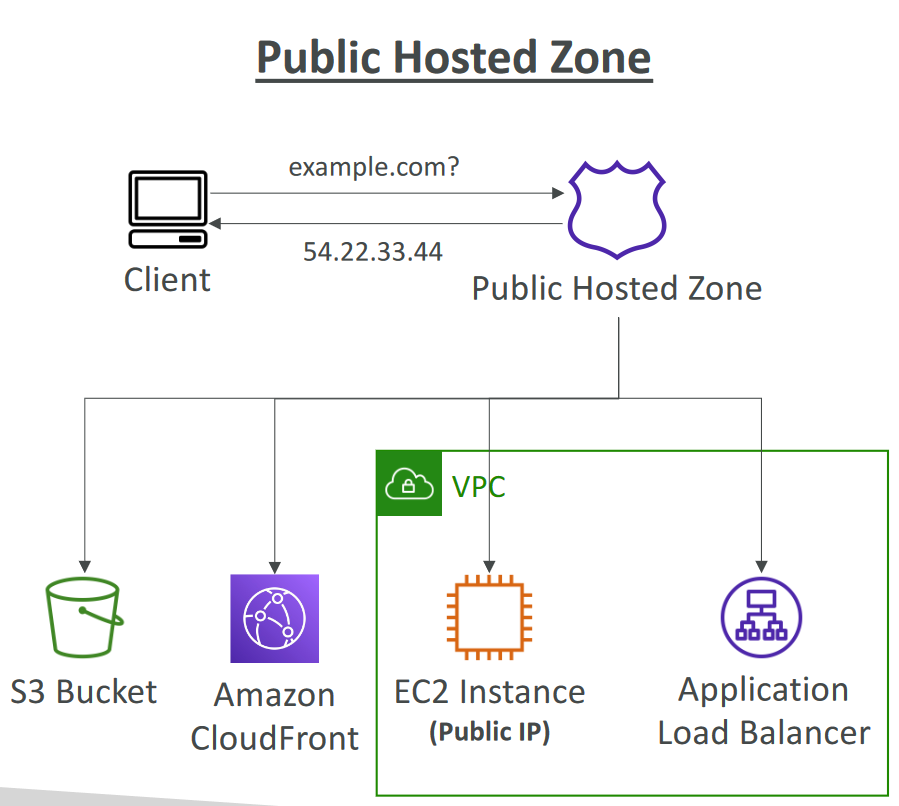 Public Hosted Zone
example.com?
54.22.33.44
Client
Public Hosted Zone
VPC
S3 Bucket
Amazon
CloudFront
EC2 Instance
(Public IP)
Application
Load Balancer